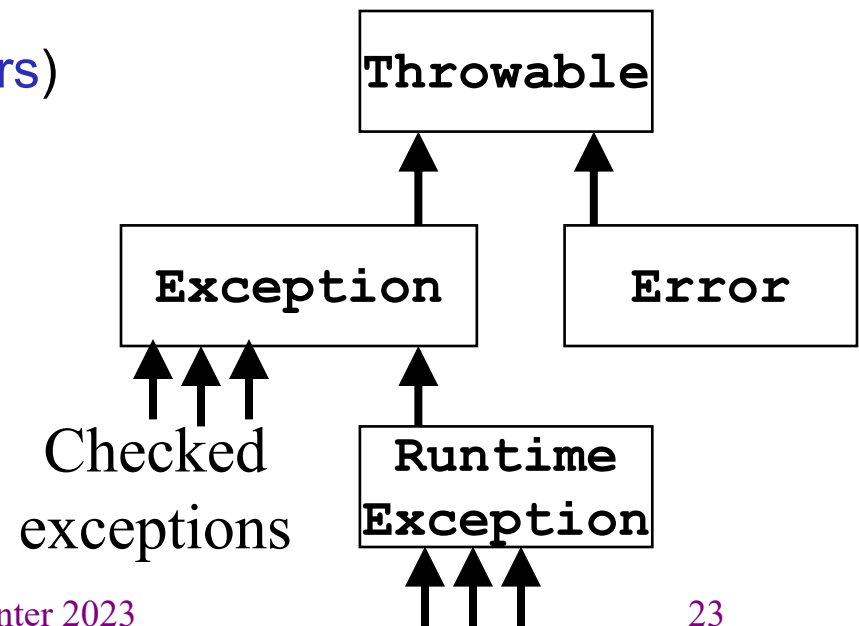 rs)
Throwable
Exception
Error
Checked
exceptions
Runtime
Exception
nter 2023
23